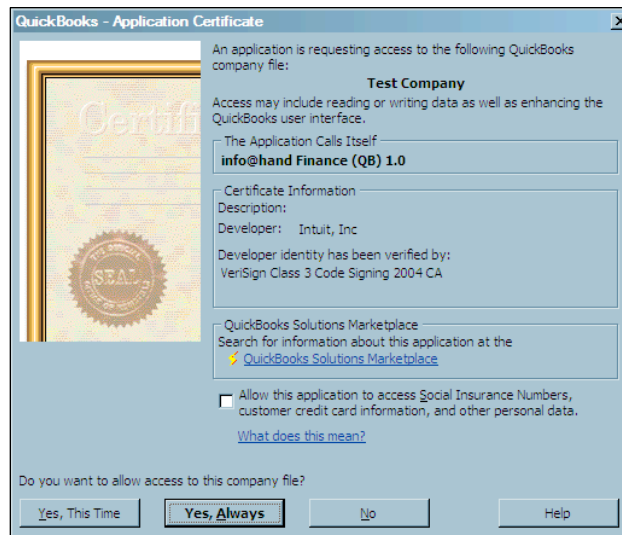 QuickBooks - Application Certificate
An application is requesting access to the following QuickBooks
company file:
Test Company
Access may include reading or writing data as well as enhancing the
QuickBooks user interface.
The Application Calls Itself
info@hand Finance (QB) 1.0
Certificate Information
Description:
Developer: Intuit, Inc
Developer identity has been verified by:
VeriSign Class 3 Code Signing 2004 CA
QuickBooks Solutions Marketplace
Search for information about this application at the
QuickBooks Solutions Marketplace
Allow this application to access Social Insurance Numbers,
customer credit card information, and other personal data.
What does this mean?
Do you want to allow access to this company file?
Yes, This Time
Yes, Always
No
Help
Certifi
SEAL